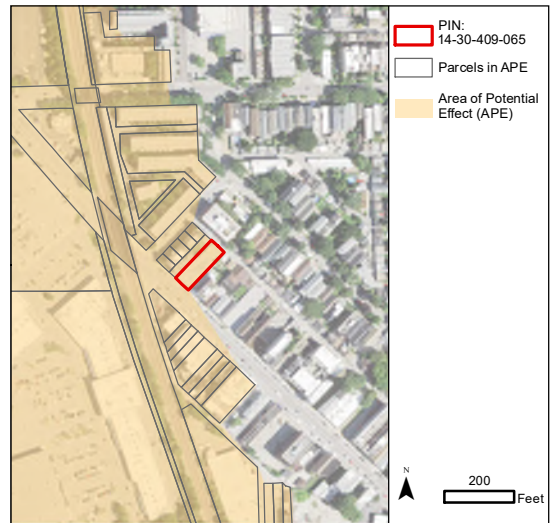 PIN:
14-30-409-065
Parcels in APE
Area of Potential
Effect (APE)
N
200
Feet